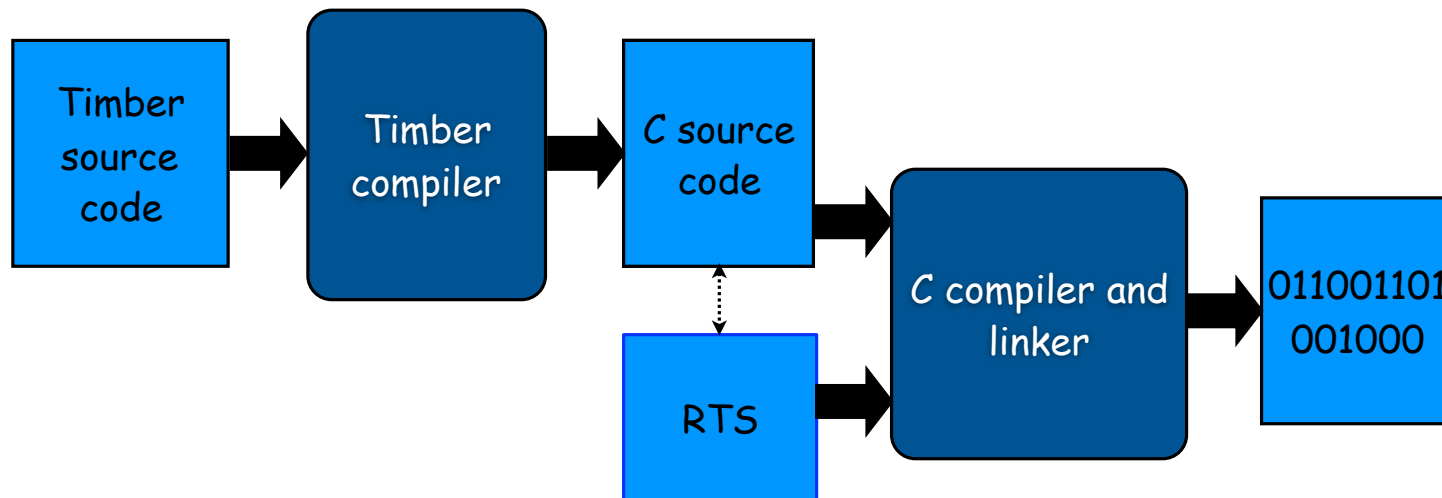 Timber
source
code
Timber
compiler
C source
code
C compiler and
linker
RTS
011001101
001000